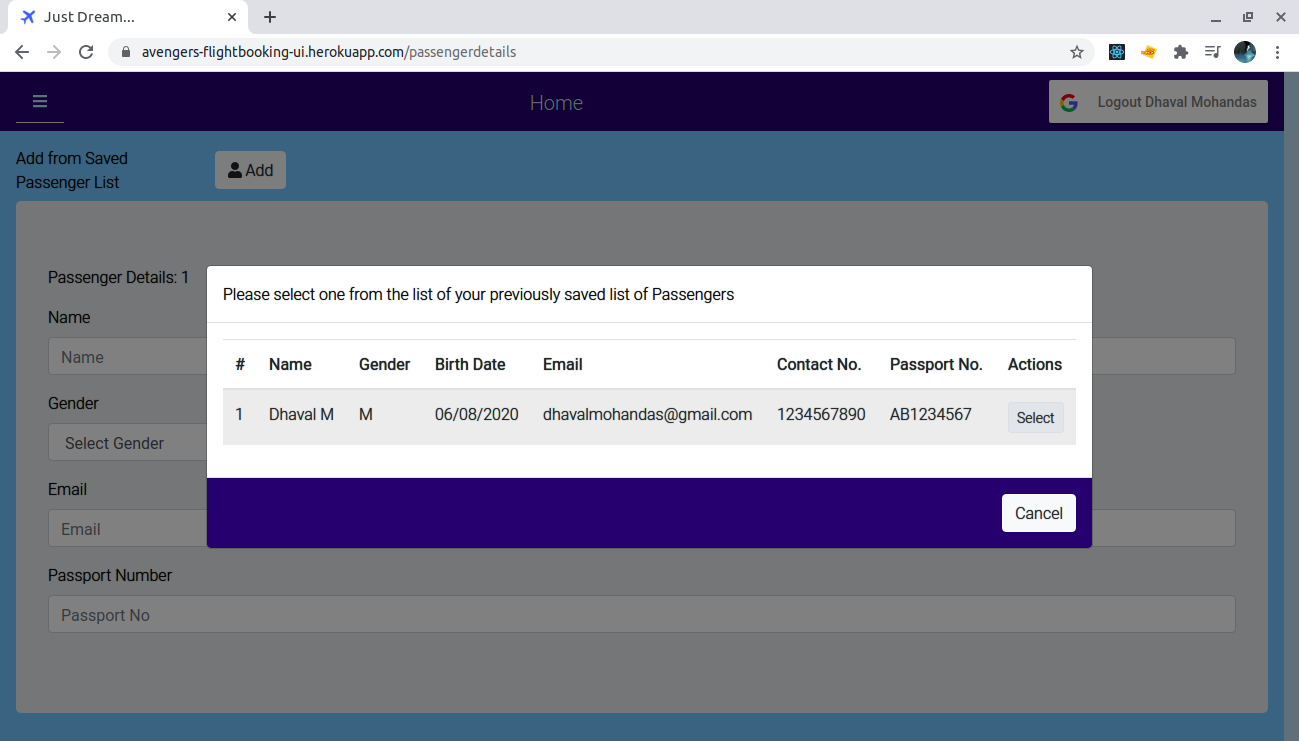 Just Dream...
avengers-flightbooking-ui.herokuapp.com/passengerdetails
Home
Logout Dhaval Mohandas
Add from Saved
Passenger List
Add
Passenger Details: 1
Please select one from the list of your previously saved list of Passengers
# Name Gender Birth Date Email Contact No. Passport No. Actions
1 Dhaval M M 06/08/2020 dhavalmohandas@gmail.com 1234567890 AB1234567 Select
Cancel
Name
Name
Gender
Select Gender
Email
Email
Passport Number
Passport No